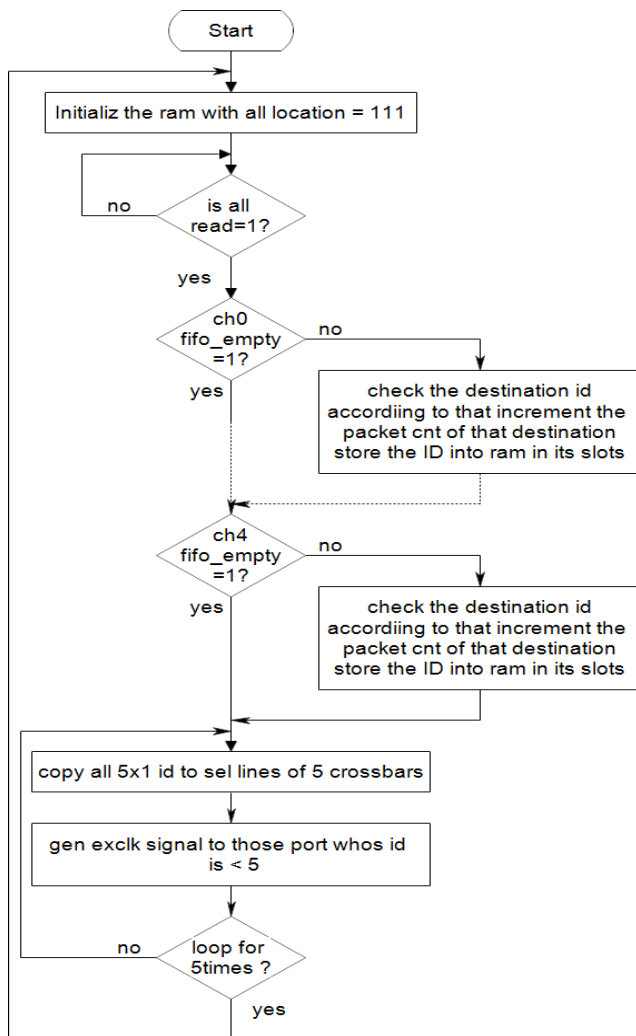 Start
Initializ the ram with all location = 111
no
is all
read=1?
yes
ch0
fifo_empty
=1?
no
yes
check the destination id
accordiing to that increment the
packet cnt of that destination
store the ID into ram in its slots
ch4
fifo_empty
=1?
no
yes
check the destination id
accordiing to that increment the
packet cnt of that destination
store the ID into ram in its slots
copy all 5x1 id to sel lines of 5 crossbars
gen exclk signal to those port whos id
is < 5
no
loop for
5times ?
yes